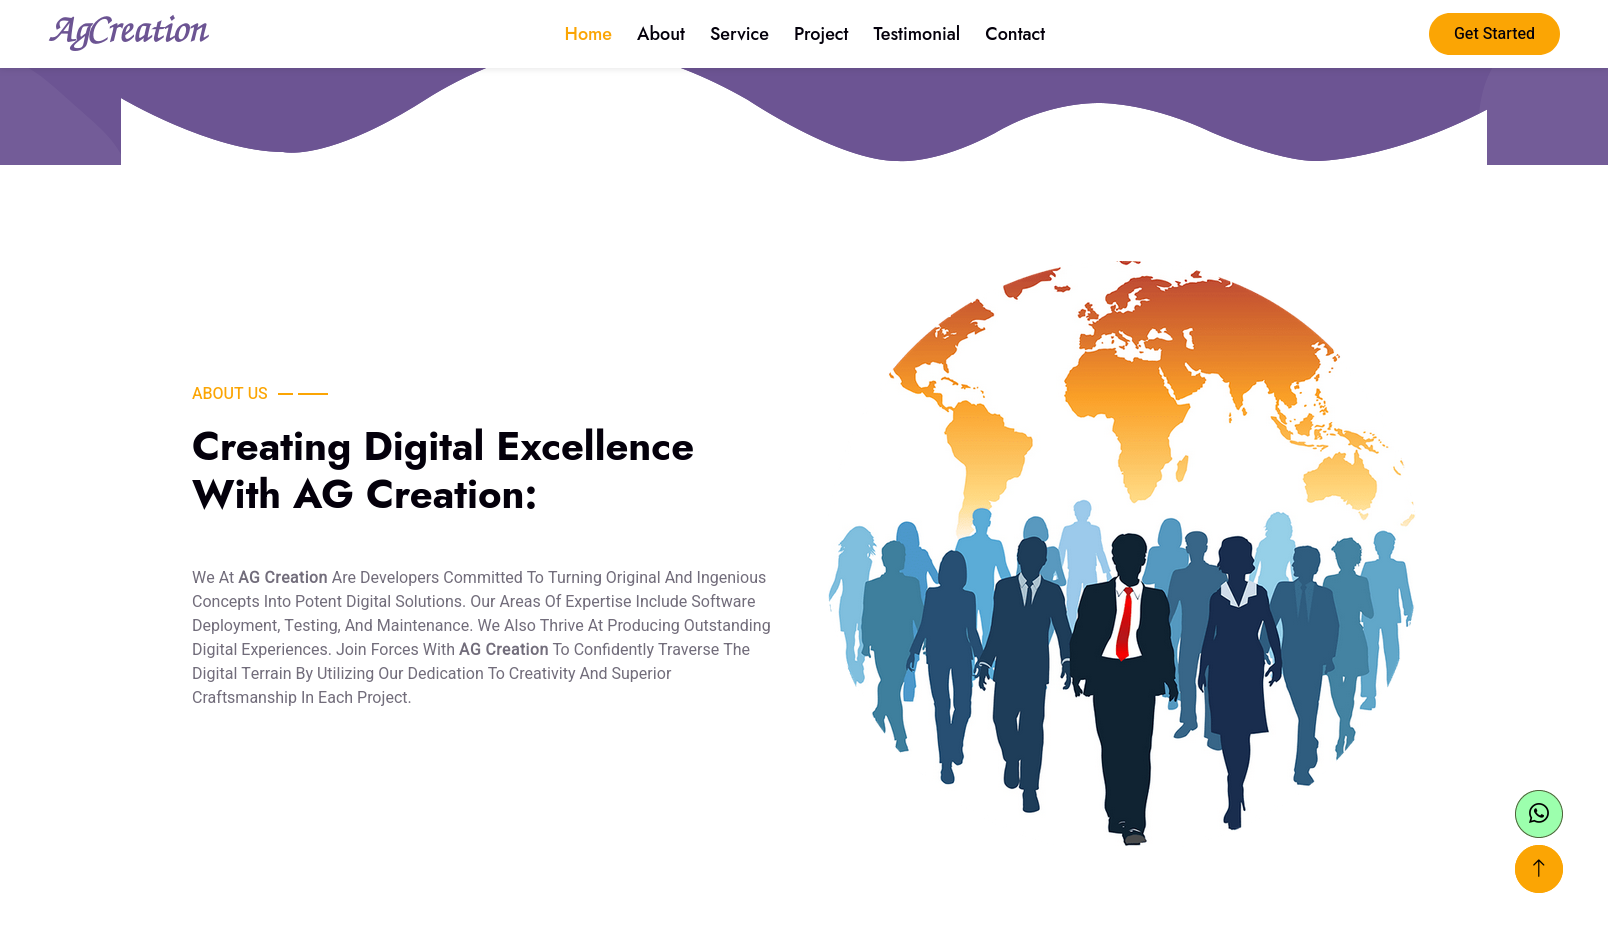 AgCreation
Home About Service Project Testimonial Contact
Get Started
ABOUT US
Creating Digital Excellence
With AG Creation:
We At AG Creation Are Developers Committed To Turning Original And Ingenious
Concepts Into Potent Digital Solutions. Our Areas Of Expertise Include Software
Deployment, Testing, And Maintenance. We Also Thrive At Producing Outstanding
Digital Experiences. Join Forces With AG Creation To Confidently Traverse The
Digital Terrain By Utilizing Our Dedication To Creativity And Superior
Craftsmanship In Each Project.